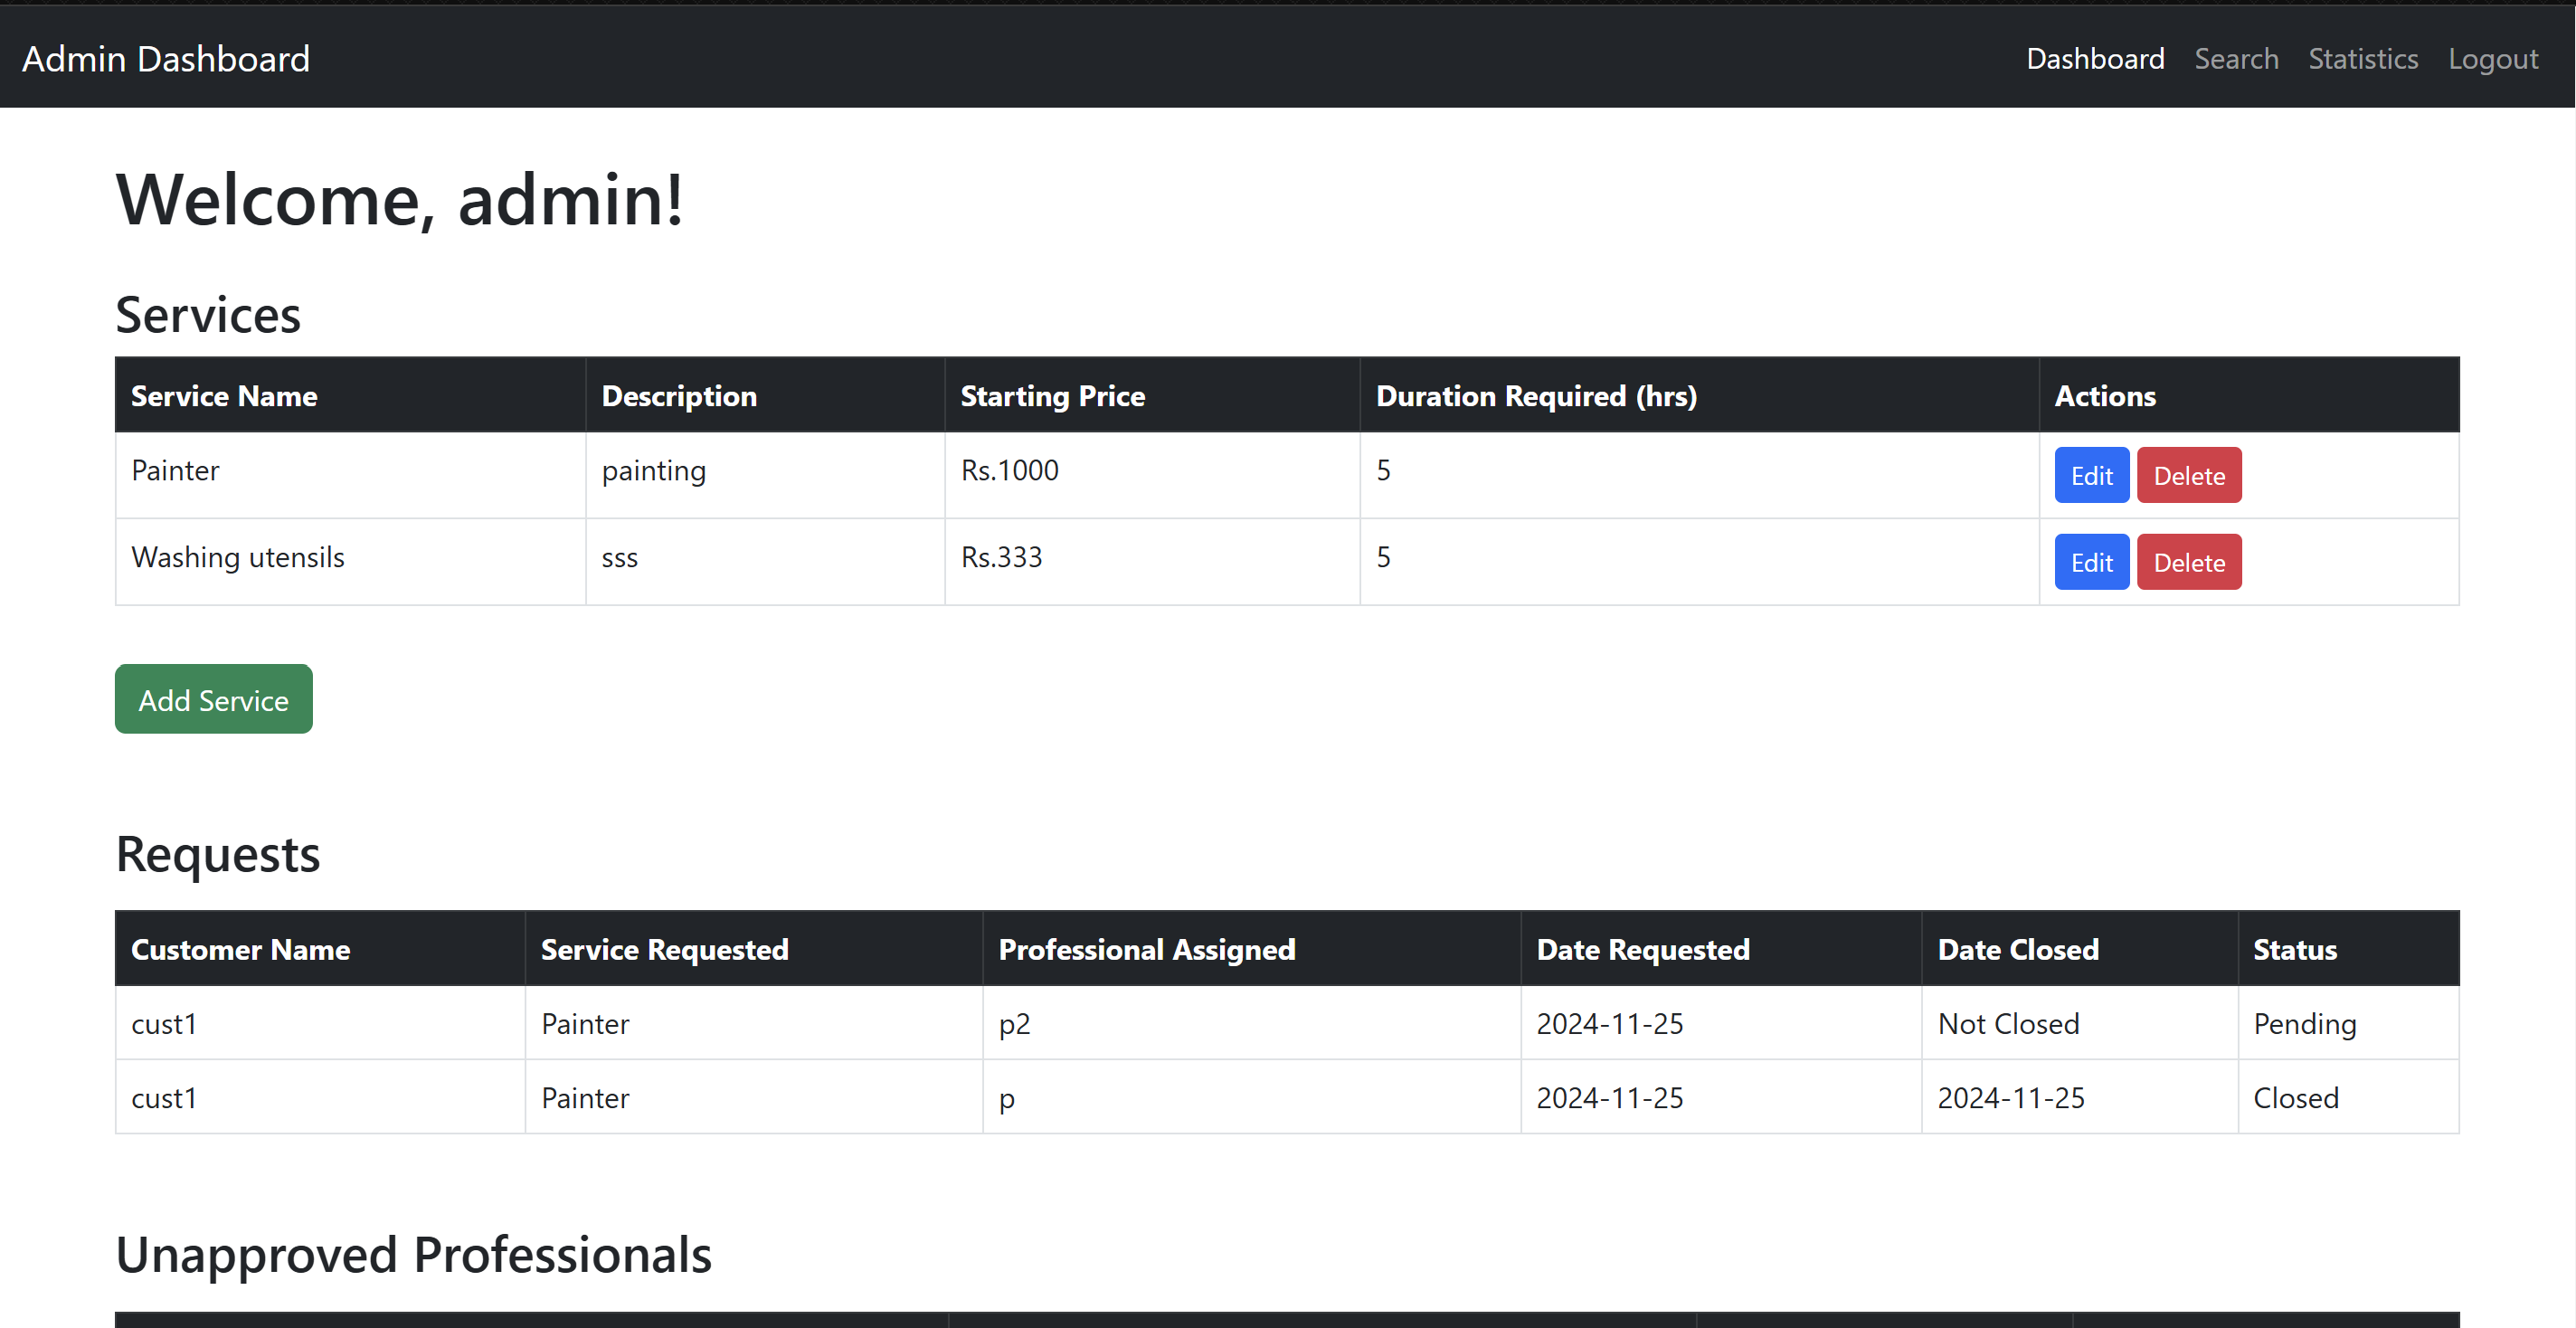 Admin Dashboard Dashboard Search Statistics Logout
Welcome, admin!
Services
Service Name Description Starting Price Duration Required (hrs) Actions
Painter painting Rs.1000 5 Edit Delete
Washing utensils sss Rs.333 5 Edit Delete
Add Service
Requests
Customer Name Service Requested Professional Assigned Date Requested Date Closed Status
cust1 Painter p2 2024-11-25 Not Closed Pending
cust1 Painter p 2024-11-25 2024-11-25 Closed
Unapproved Professionals